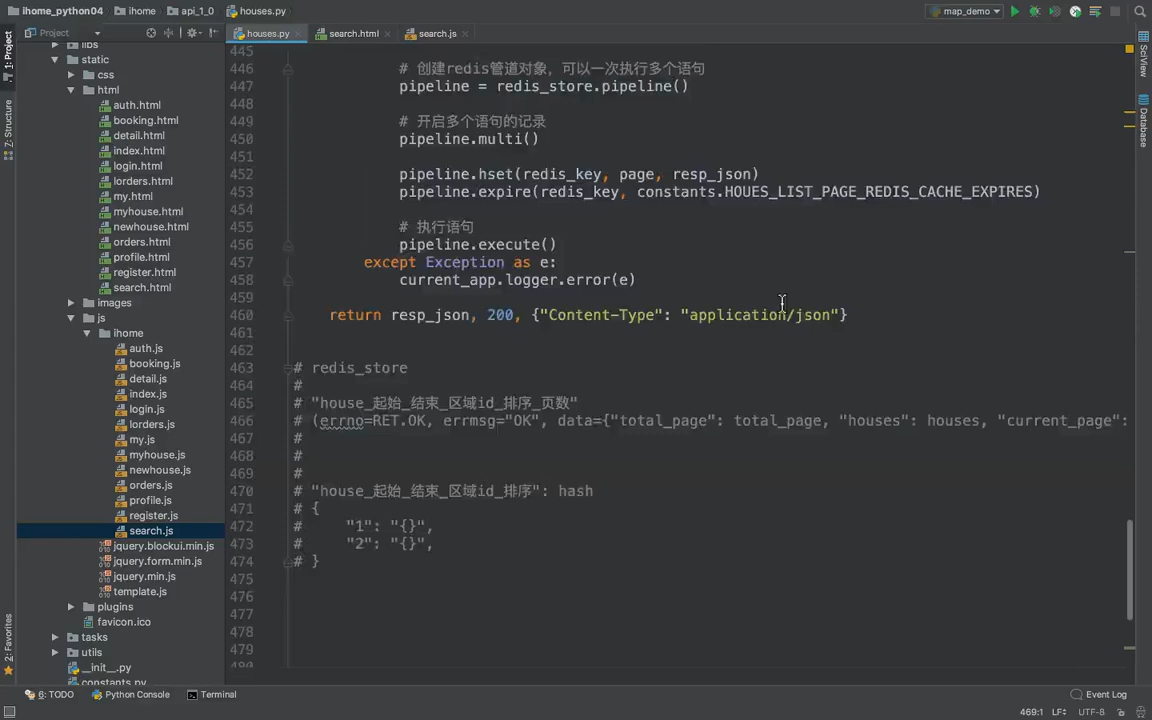 ihome_python04 ihome api_1_0 houses.py map_demo
Project houses.py search.html search.js
1: Project
Z: Structure
2: Favorites
SciView
Database
libs
static
css
html
auth.html
booking.html
detail.html
index.html
login.html
lorders.html
my.html
myhouse.html
newhouse.html
orders.html
profile.html
register.html
search.html
images
js
ihome
auth.js
booking.js
detail.js
index.js
login.js
lorders.js
my.js
myhouse.js
newhouse.js
orders.js
profile.js
register.js
search.js
jquery.blockui.min.js
jquery.form.min.js
jquery.min.js
template.js
plugins
favicon.ico
tasks
utils
__init__.py
constants.py
445
446 # 创建redis管道对象，可以一次执行多个语句
447 pipeline = redis_store.pipeline()
448
449 # 开启多个语句的记录
450 pipeline.multi()
451
452 pipeline.hset(redis_key, page, resp_json)
453 pipeline.expire(redis_key, constants.HOUES_LIST_PAGE_REDIS_CACHE_EXPIRES)
454
455 # 执行语句
456 pipeline.execute()
457 except Exception as e:
458 current_app.logger.error(e)
459
460 return resp_json, 200, {"Content-Type": "application/json"}
461
462
463 # redis_store
464 #
465 # "house_起始_结束_区域id_排序_页数"
466 # (errno=RET.OK, errmsg="OK", data={"total_page": total_page, "houses": houses, "current_page":
467 #
468 #
469 #
470 # "house_起始_结束_区域id_排序": hash
471 # {
472 # "1": "{}",
473 # "2": "{}",
474 # }
475
476
477
478
479
480
6: TODO Python Console Terminal Event Log
469:1 LF÷ UTF-8